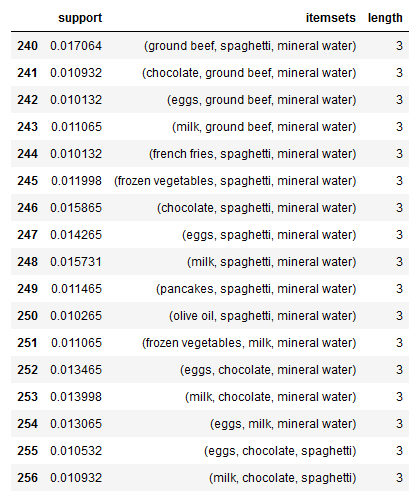 support itemsets length
240 0.017064 (ground beef, spaghetti, mineral water) 3
241 0.010932 (chocolate, ground beef, mineral water) 3
242 0.010132 (eggs, ground beef, mineral water) 3
243 0.011065 (milk, ground beef, mineral water) 3
244 0.010132 (french fries, spaghetti, mineral water) 3
245 0.011998 (frozen vegetables, spaghetti, mineral water) 3
246 0.015865 (chocolate, spaghetti, mineral water) 3
247 0.014265 (eggs, spaghetti, mineral water) 3
248 0.015731 (milk, spaghetti, mineral water) 3
249 0.011465 (pancakes, spaghetti, mineral water) 3
250 0.010265 (olive oil, spaghetti, mineral water) 3
251 0.011065 (frozen vegetables, milk, mineral water) 3
252 0.013465 (eggs, chocolate, mineral water) 3
253 0.013998 (milk, chocolate, mineral water) 3
254 0.013065 (eggs, milk, mineral water) 3
255 0.010532 (eggs, chocolate, spaghetti) 3
256 0.010932 (milk, chocolate, spaghetti) 3